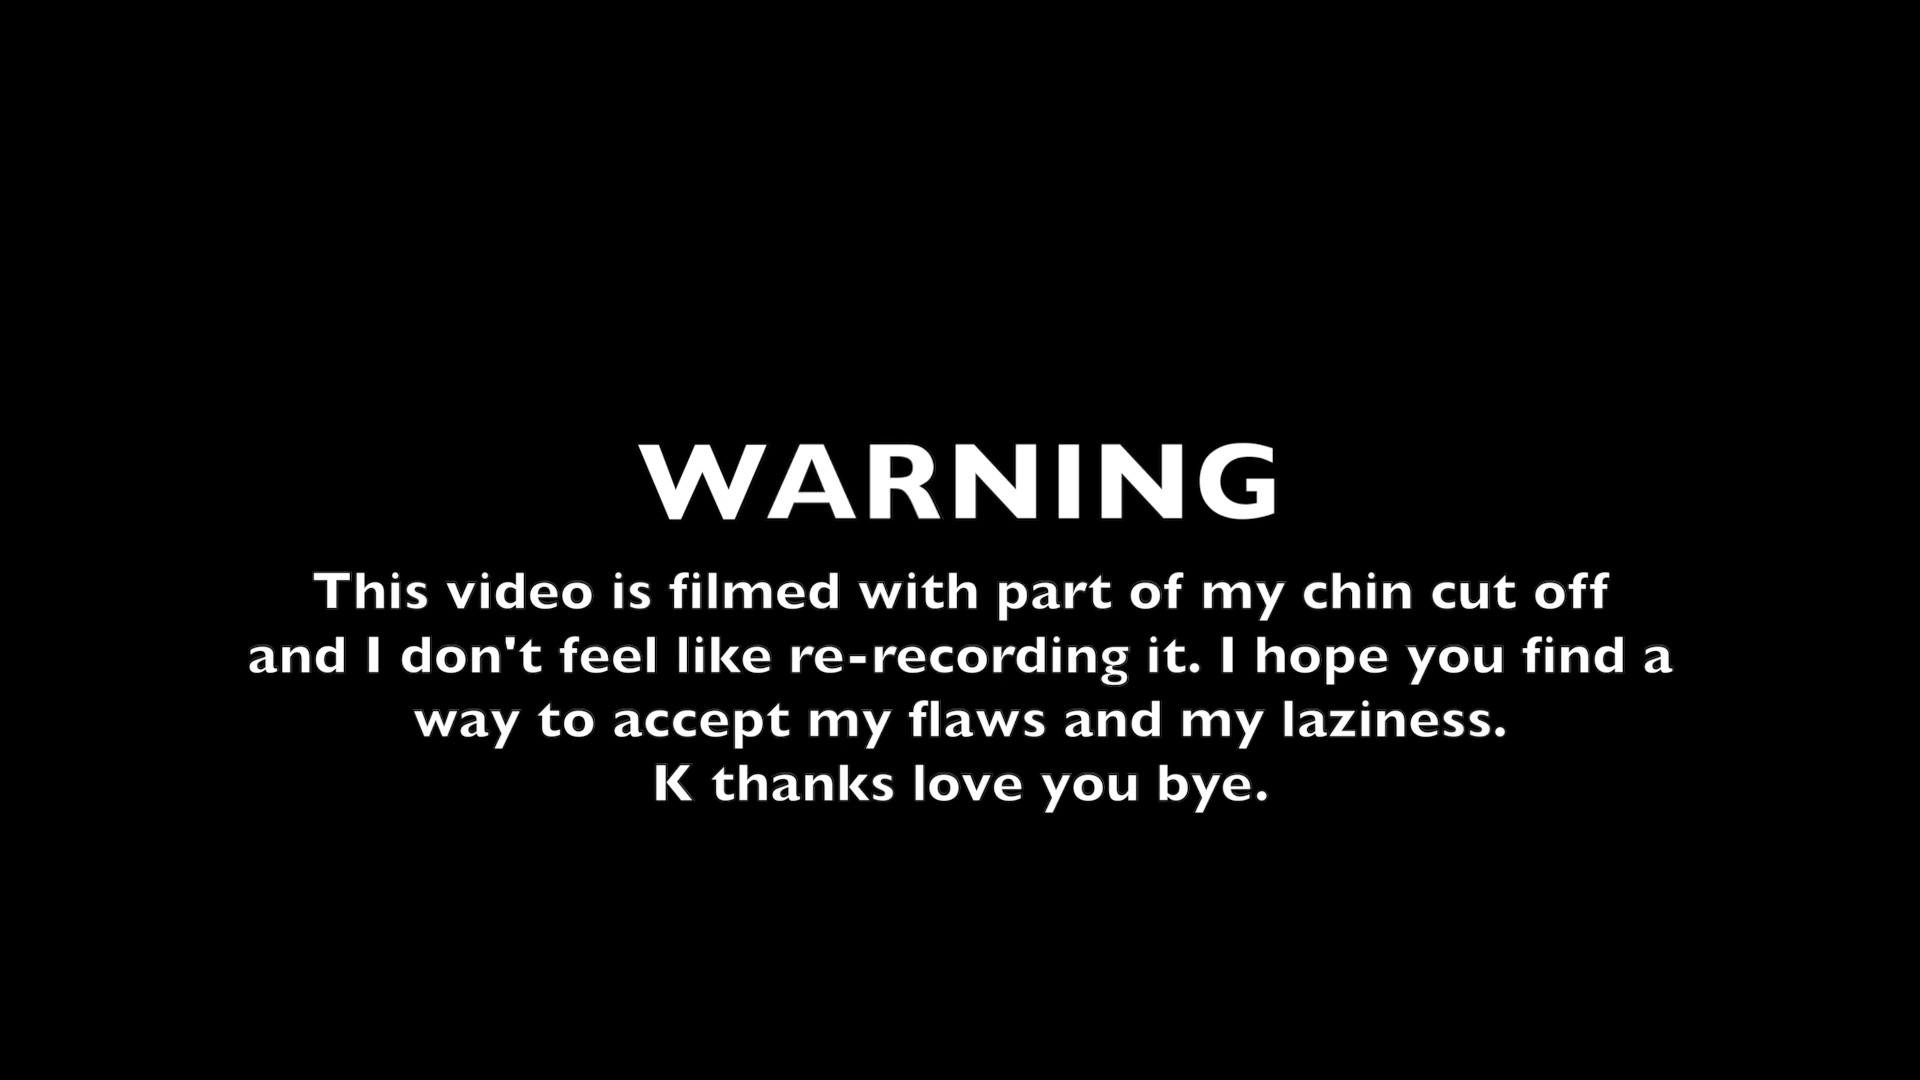 WARNING
This video is filmed with part of my chin cut off
and I don't feel like re-recording it. I hope you find a
way to accept my flaws and my laziness.
K thanks love you bye.